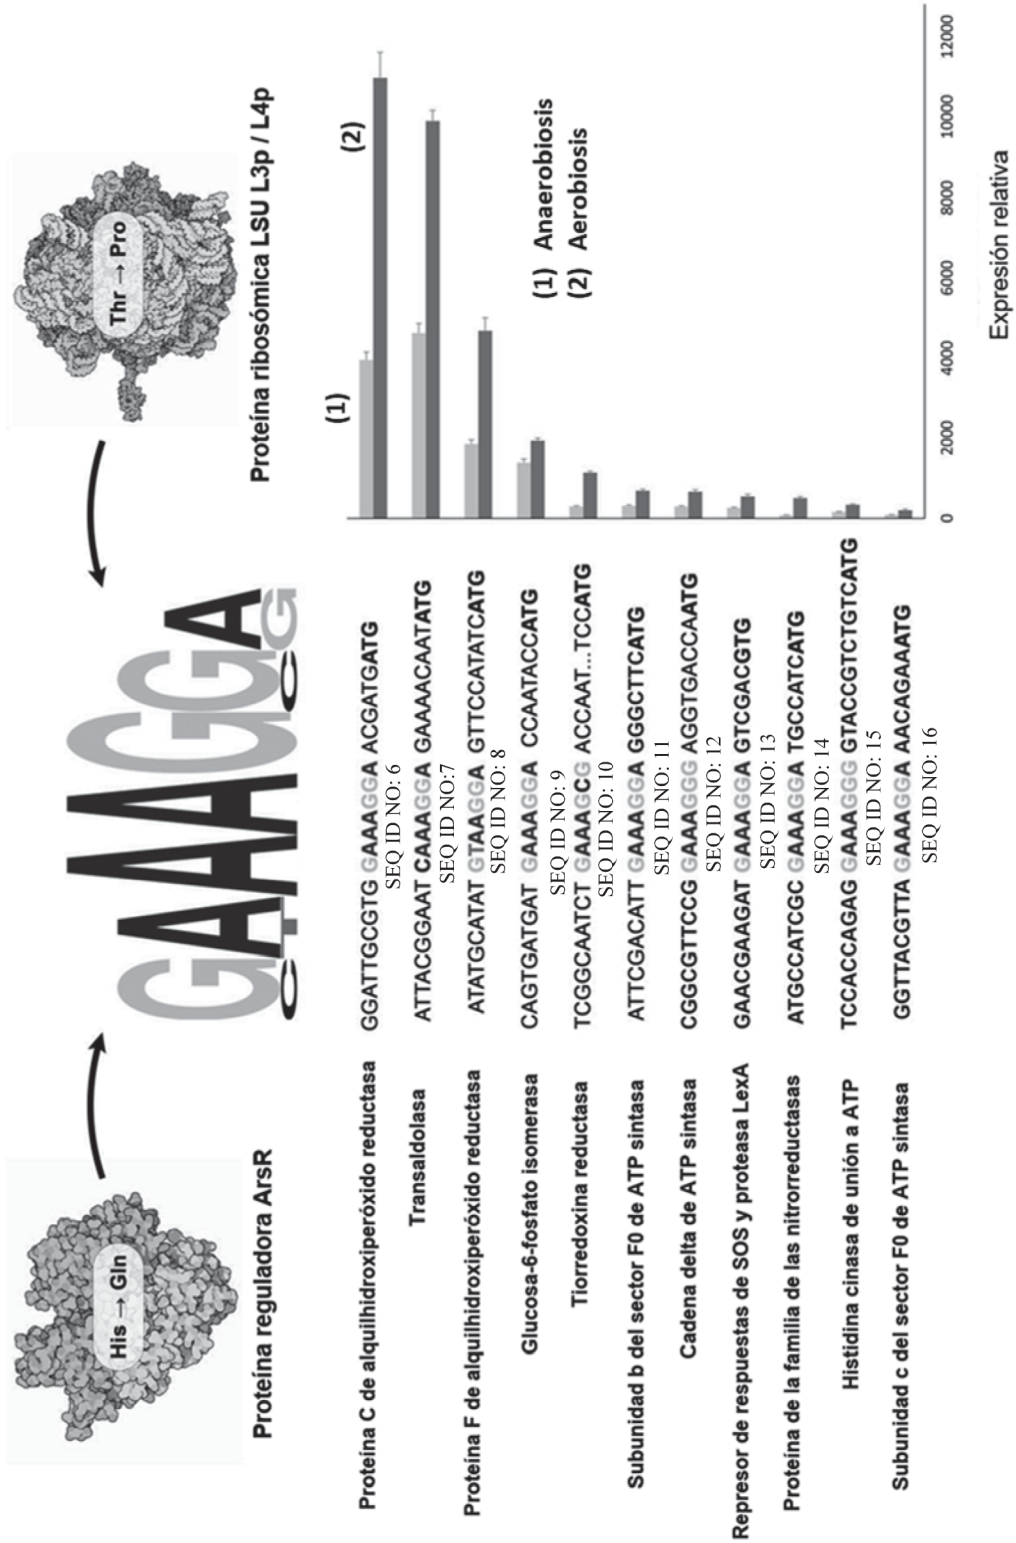 His → Gln
Proteína reguladora ArsR
GAAAGGA
C T C G
Thr → Pro
Proteína ribosómica LSU L3p / L4p
(1)
(2)
Proteína C de alquilhidroxiperóxido reductasa GGATTGCGTG GAAAGGA ACGATGATG
SEQ ID NO: 6
Transaldolasa ATTACGGAAT CAAAGGA GAAAACAATATG
SEQ ID NO:7
Proteína F de alquilhidroxiperóxido reductasa ATATGCATAT GTAAGGA GTTCCATATCATG
SEQ ID NO: 8
Glucosa-6-fosfato isomerasa CAGTGATGAT GAAAGGA CCAATACCATG
SEQ ID NO: 9
Tiorredoxina reductasa TCGGCAATCT GAAAGCG ACCAAT...TCCATG
SEQ ID NO: 10
Subunidad b del sector F0 de ATP sintasa ATTCGACATT GAAAGGA GGGCTTCATG
SEQ ID NO: 11
Cadena delta de ATP sintasa CGGCGTTCCG GAAAGGG AGGTGACCAATG
SEQ ID NO: 12
Represor de respuestas de SOS y proteasa LexA GAACGAAGAT GAAAGGA GTCGACGTG
SEQ ID NO: 13
Proteína de la familia de las nitrorreductasas ATGCCATCGC GAAAGGA TGCCATCATG
SEQ ID NO: 14
Histidina cinasa de unión a ATP TCCACCAGAG GAAAGGG GTACCGTCTGTCATG
SEQ ID NO: 15
Subunidad c del sector F0 de ATP sintasa GGTTACGTTA GAAAGGA AACAGAAATG
SEQ ID NO: 16
(1) Anaerobiosis
(2) Aerobiosis
0 2000 4000 6000 8000 10000 12000
Expresión relativa